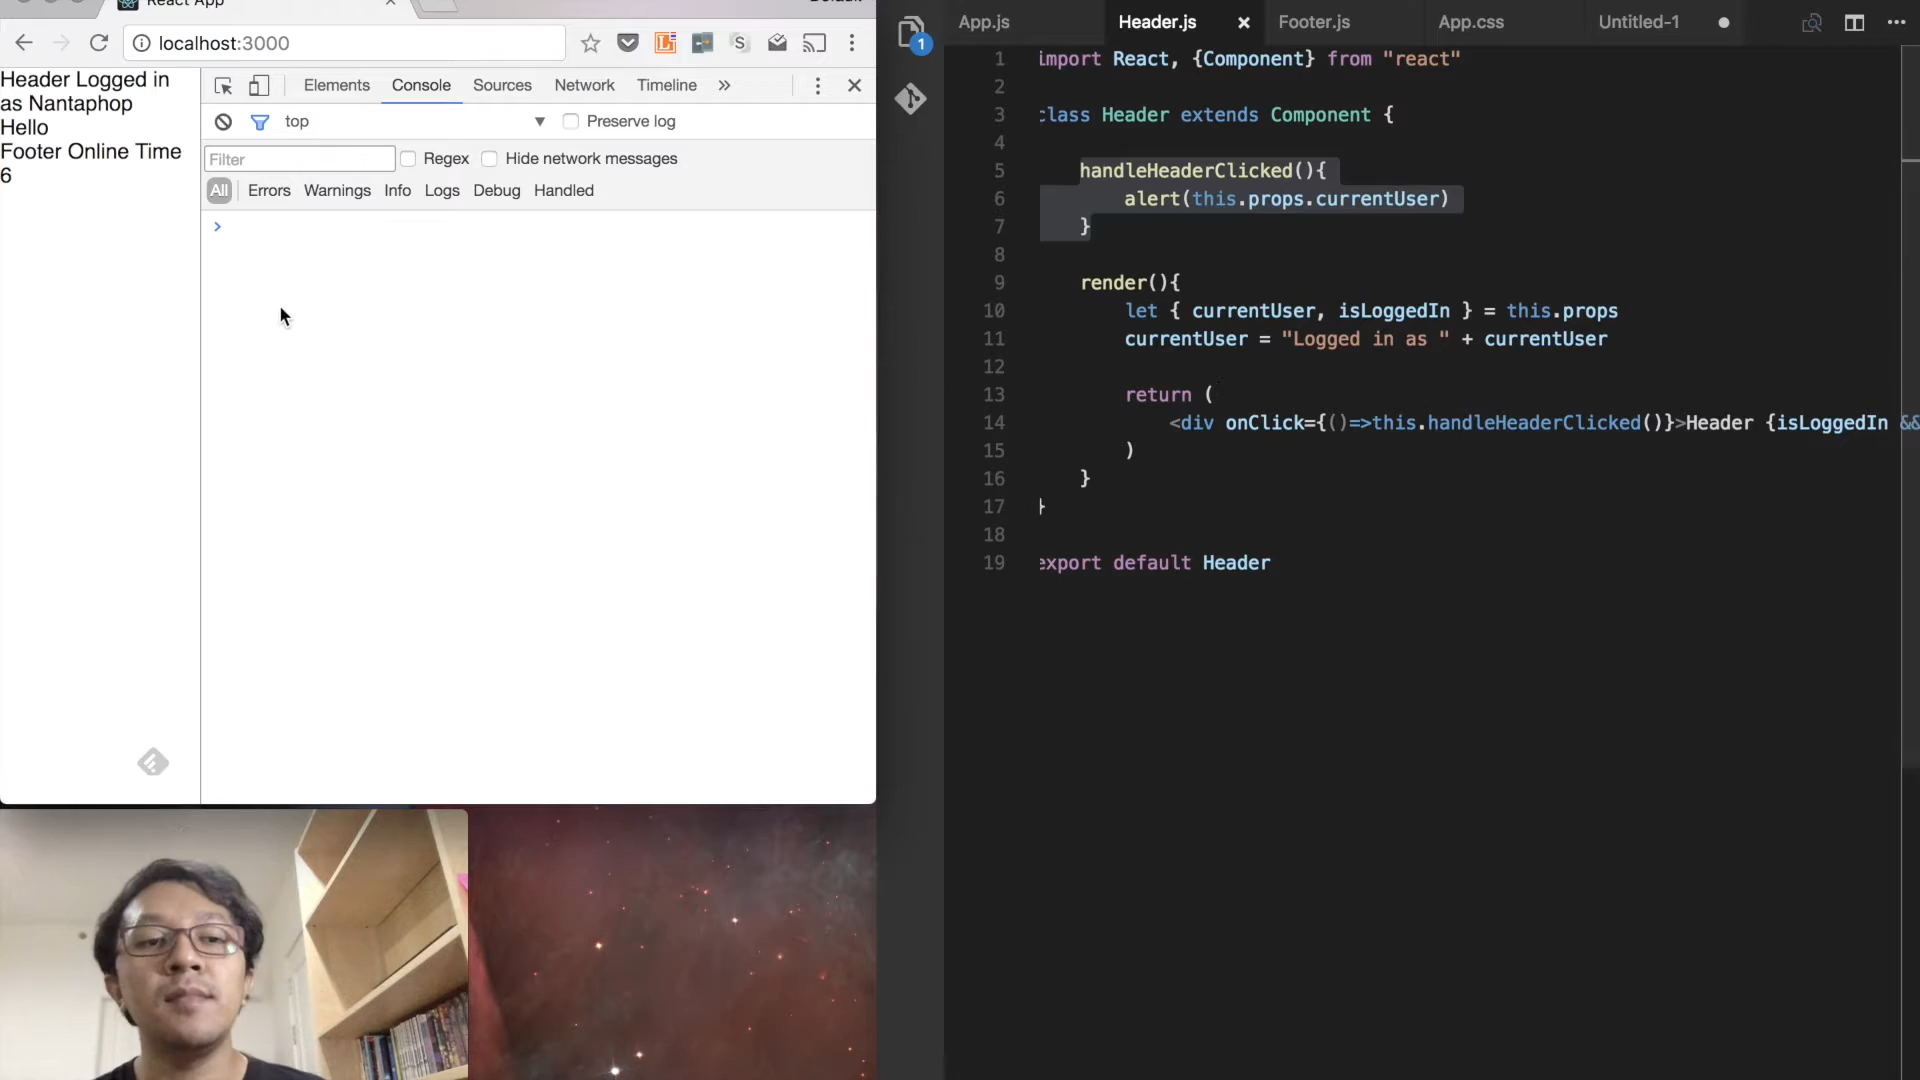 React App
Default
localhost:3000
Header Logged in
as Nantaphop
Hello
Footer Online Time
6
Elements Console Sources Network Timeline »
top ▼ Preserve log
Filter Regex Hide network messages
All Errors Warnings Info Logs Debug Handled
>
1
App.js Header.js × Footer.js App.css Untitled-1 ●
1 import React, {Component} from "react"
2
3 class Header extends Component {
4
5 handleHeaderClicked(){
6 alert(this.props.currentUser)
7 }
8
9 render(){
10 let { currentUser, isLoggedIn } = this.props
11 currentUser = "Logged in as " + currentUser
12
13 return (
14 <div onClick={()=>this.handleHeaderClicked()}>Header {isLoggedIn &&
15 )
16 }
17 }
18
19 export default Header